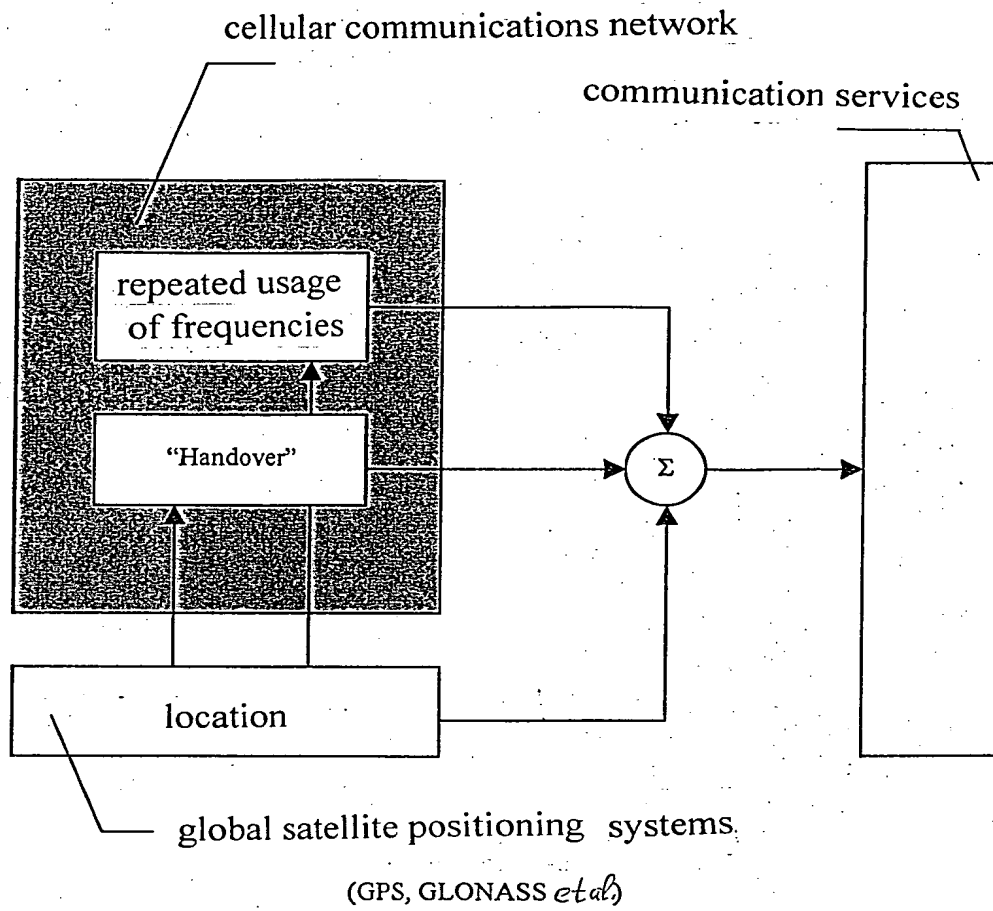 cellular communications network
communication services
repeated usage
of frequencies
“Handover”
Σ
location
global satellite positioning systems
(GPS, GLONASS et al.)